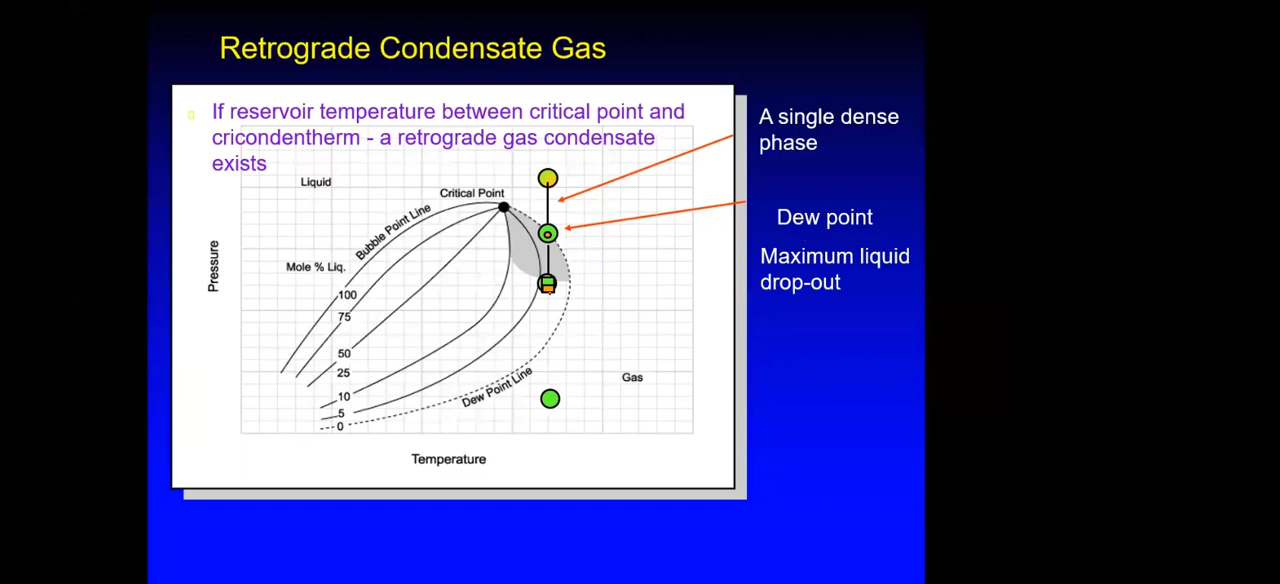 Retrograde Condensate Gas
If reservoir temperature between critical point and
cricondentherm - a retrograde gas condensate
exists
A single dense
phase
Dew point
Maximum liquid
drop-out
Liquid
Critical Point
Bubble Point Line
Pressure
Mole % Liq.
100
75
50
25
10
5
0
Dew Point Line
Gas
Temperature